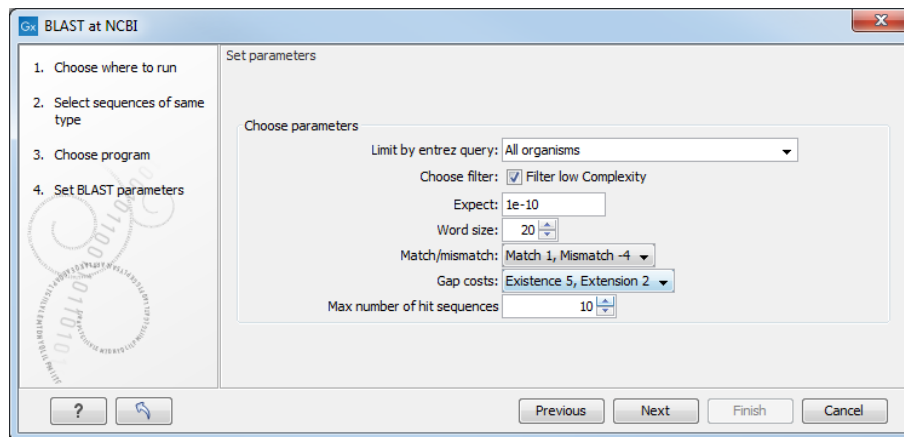 Gx BLAST at NCBI
1. Choose where to run
2. Select sequences of same
type
3. Choose program
4. Set BLAST parameters
Set parameters
Choose parameters
Limit by entrez query: All organisms
Choose filter: Filter low Complexity
Expect: 1e-10
Word size: 20
Match/mismatch: Match 1, Mismatch -4
Gap costs: Existence 5, Extension 2
Max number of hit sequences 10
? Previous Next Finish Cancel